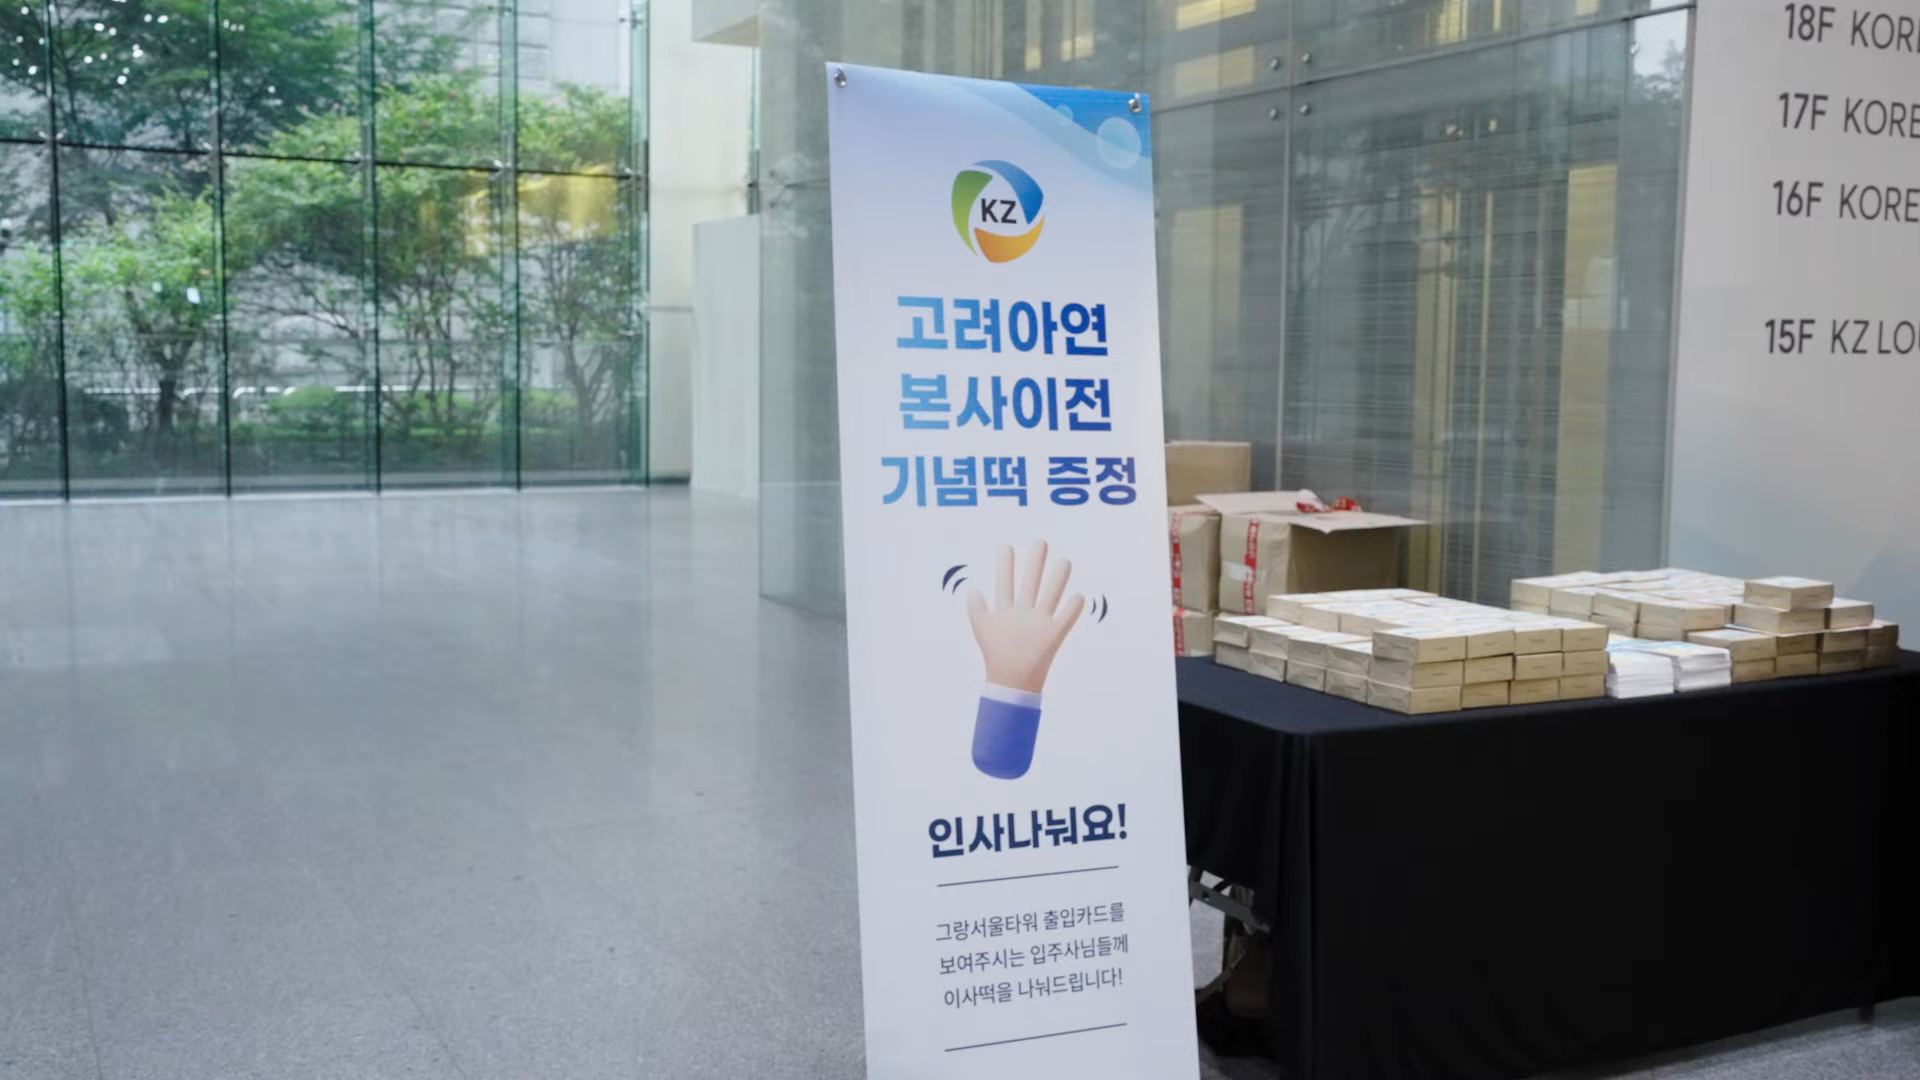 KZ
고려아연
본사이전
기념떡 증정
인사나눠요!
그랑서울타워 출입카드를
보여주시는 입주사님들께
이사떡을 나눠드립니다!
18F KOR
17F KORE
16F KORE
15F KZ LO